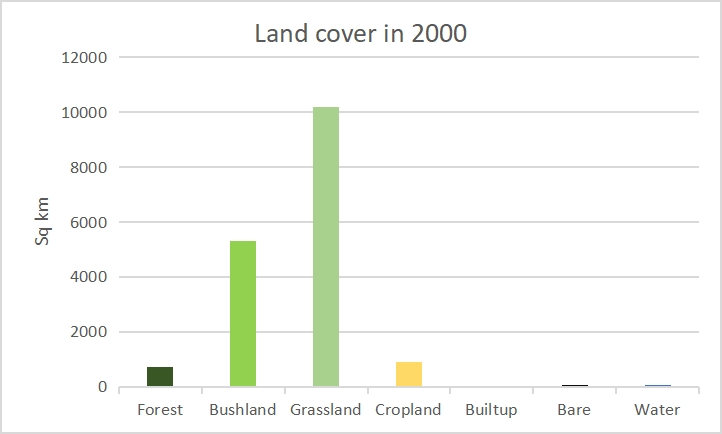 Land cover in 2000
12000
10000
8000
6000
4000
2000
0
Sq km
Forest Bushland Grassland Cropland Builtup Bare Water